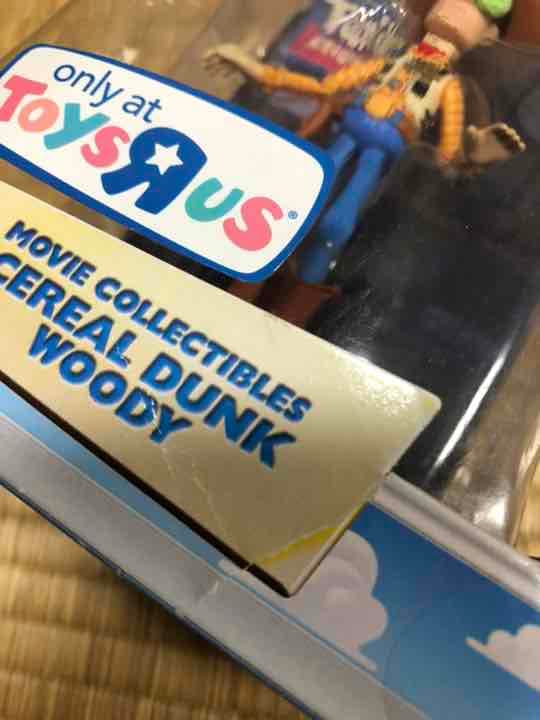 only at
ToysЯus®
MOVIE COLLECTIBLES
CEREAL DUNK
WOODY